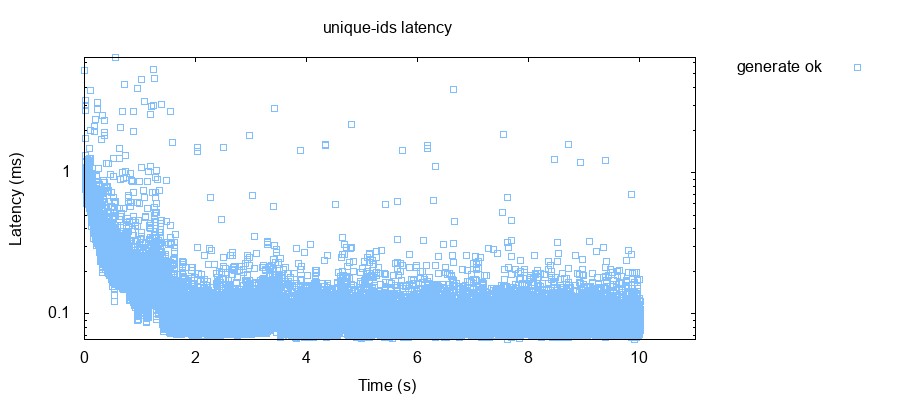 unique-ids latency
generate ok
Latency (ms)
1
0.1
0 2 4 6 8 10
Time (s)